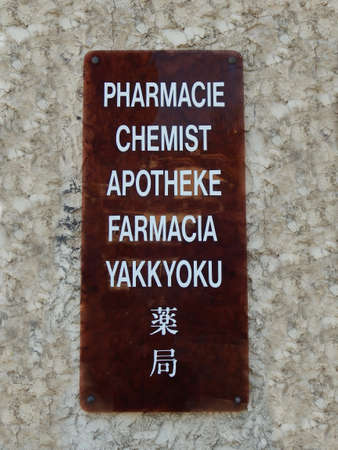 PHARMACIE
CHEMIST
APOTHEKE
FARMACIA
YAKKYOKU
薬
局